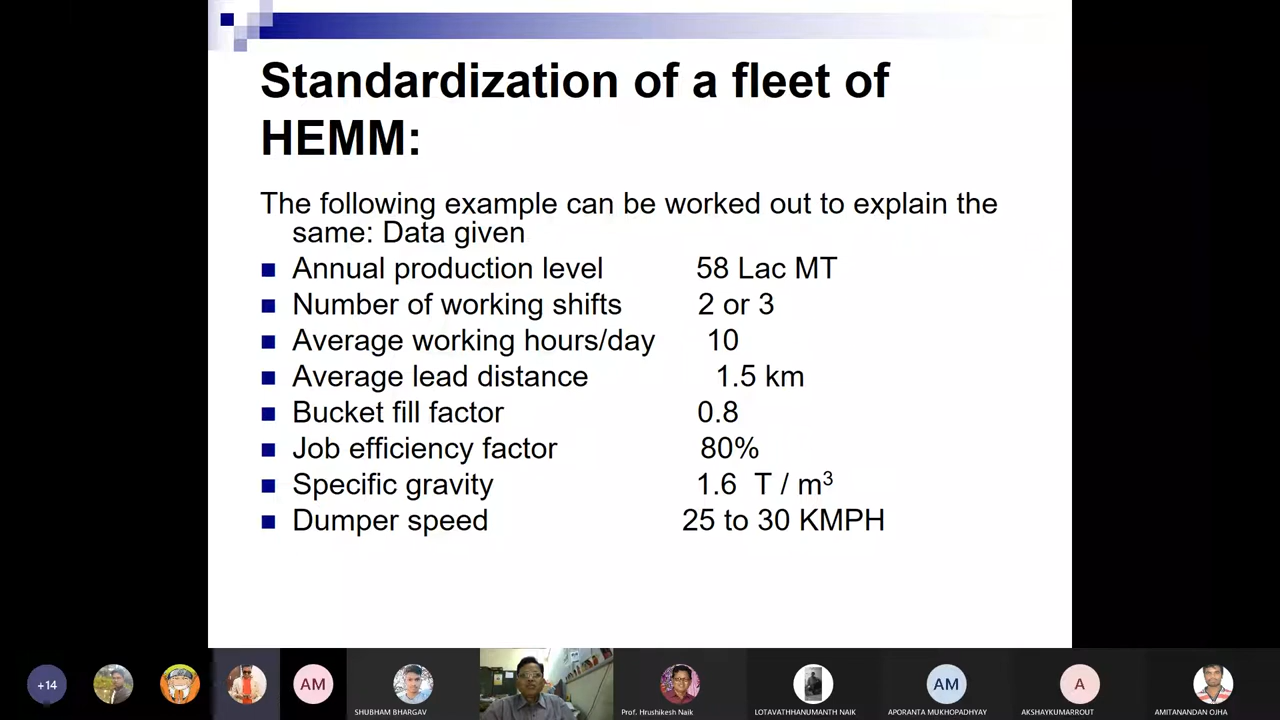 Standardization of a fleet of
HEMM:
The following example can be worked out to explain the
same: Data given
Annual production level 58 Lac MT
Number of working shifts 2 or 3
Average working hours/day 10
Average lead distance 1.5 km
Bucket fill factor 0.8
Job efficiency factor 80%
Specific gravity 1.6 T / m³
Dumper speed 25 to 30 KMPH
+14
AM
SHUBHAM BHARGAV
Prof. Hrushikesh Naik
LOTAVATHHANUMANTH NAIK
AM
APORANTA MUKHOPADHYAY
A
AKSHAYKUMARROUT
AMITANANDAN OJHA